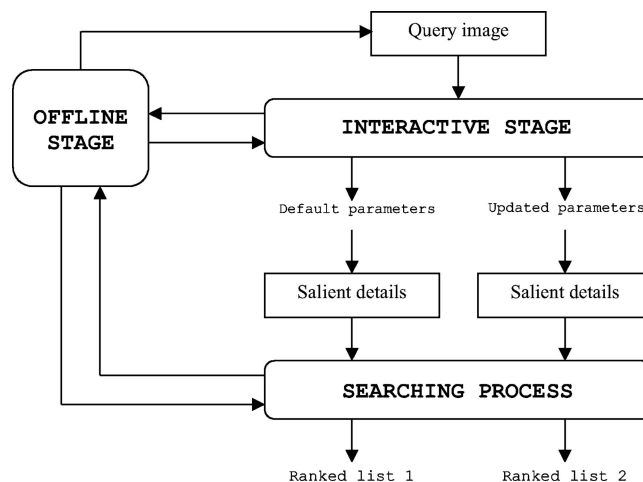 Query image
OFFLINE
STAGE
INTERACTIVE STAGE
Default parameters
Updated parameters
Salient details
Salient details
SEARCHING PROCESS
Ranked list 1
Ranked list 2